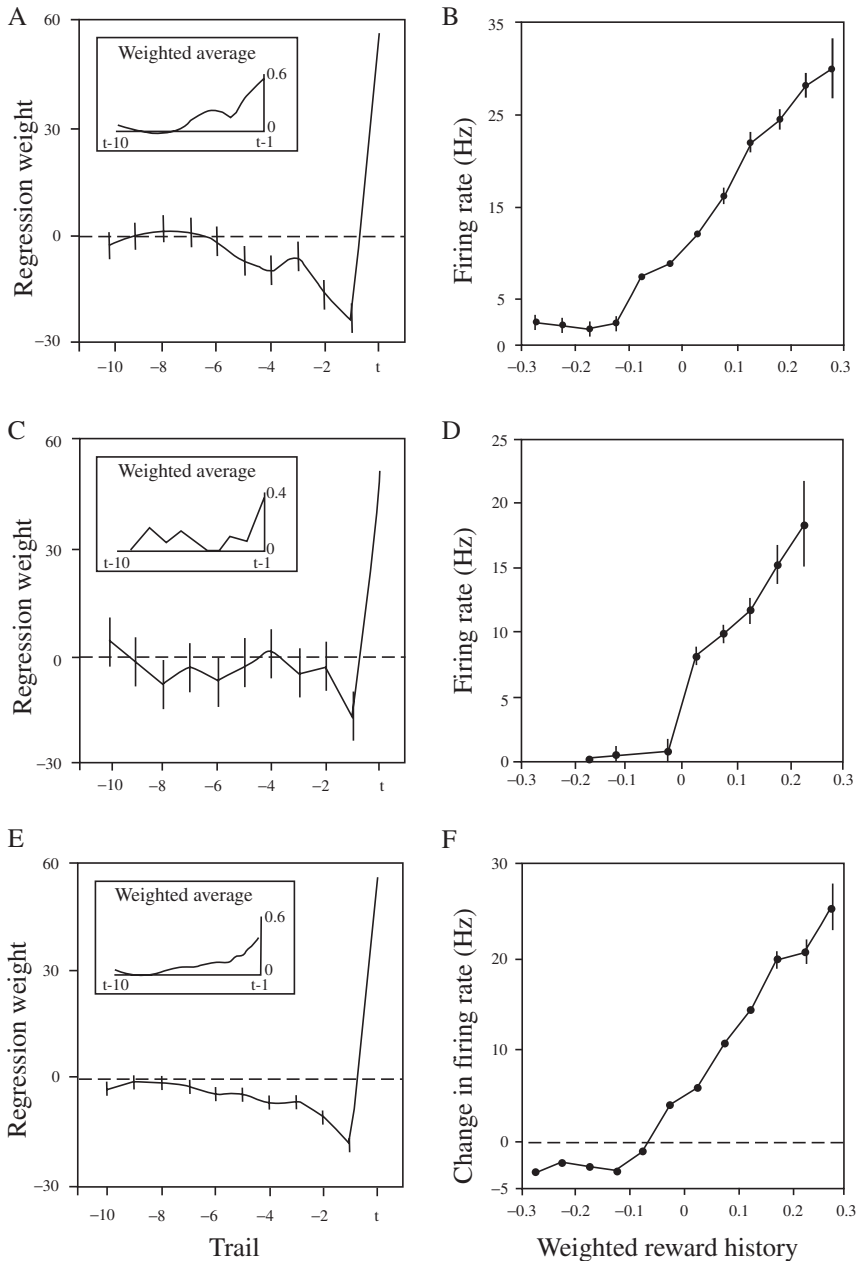 A
60
30
0
−30
Regression weight
Weighted average
0.6
0
t-10
t-1
−10
−8
−6
−4
−2
t
B
35
25
15
5
0
Firing rate (Hz)
−0.3
−0.2
−0.1
0
0.1
0.2
0.3
C
60
30
0
−30
Regression weight
Weighted average
0.4
0
t-10
t-1
−10
−8
−6
−4
−2
t
D
25
20
15
10
5
0
Firing rate (Hz)
−0.3
−0.2
−0.1
0
0.1
0.2
0.3
E
60
30
0
−30
Regression weight
Weighted average
0.6
0
t-10
t-1
−10
−8
−6
−4
−2
t
Trail
F
30
20
10
0
−5
Change in firing rate (Hz)
−0.3
−0.2
−0.1
0
0.1
0.2
0.3
Weighted reward history